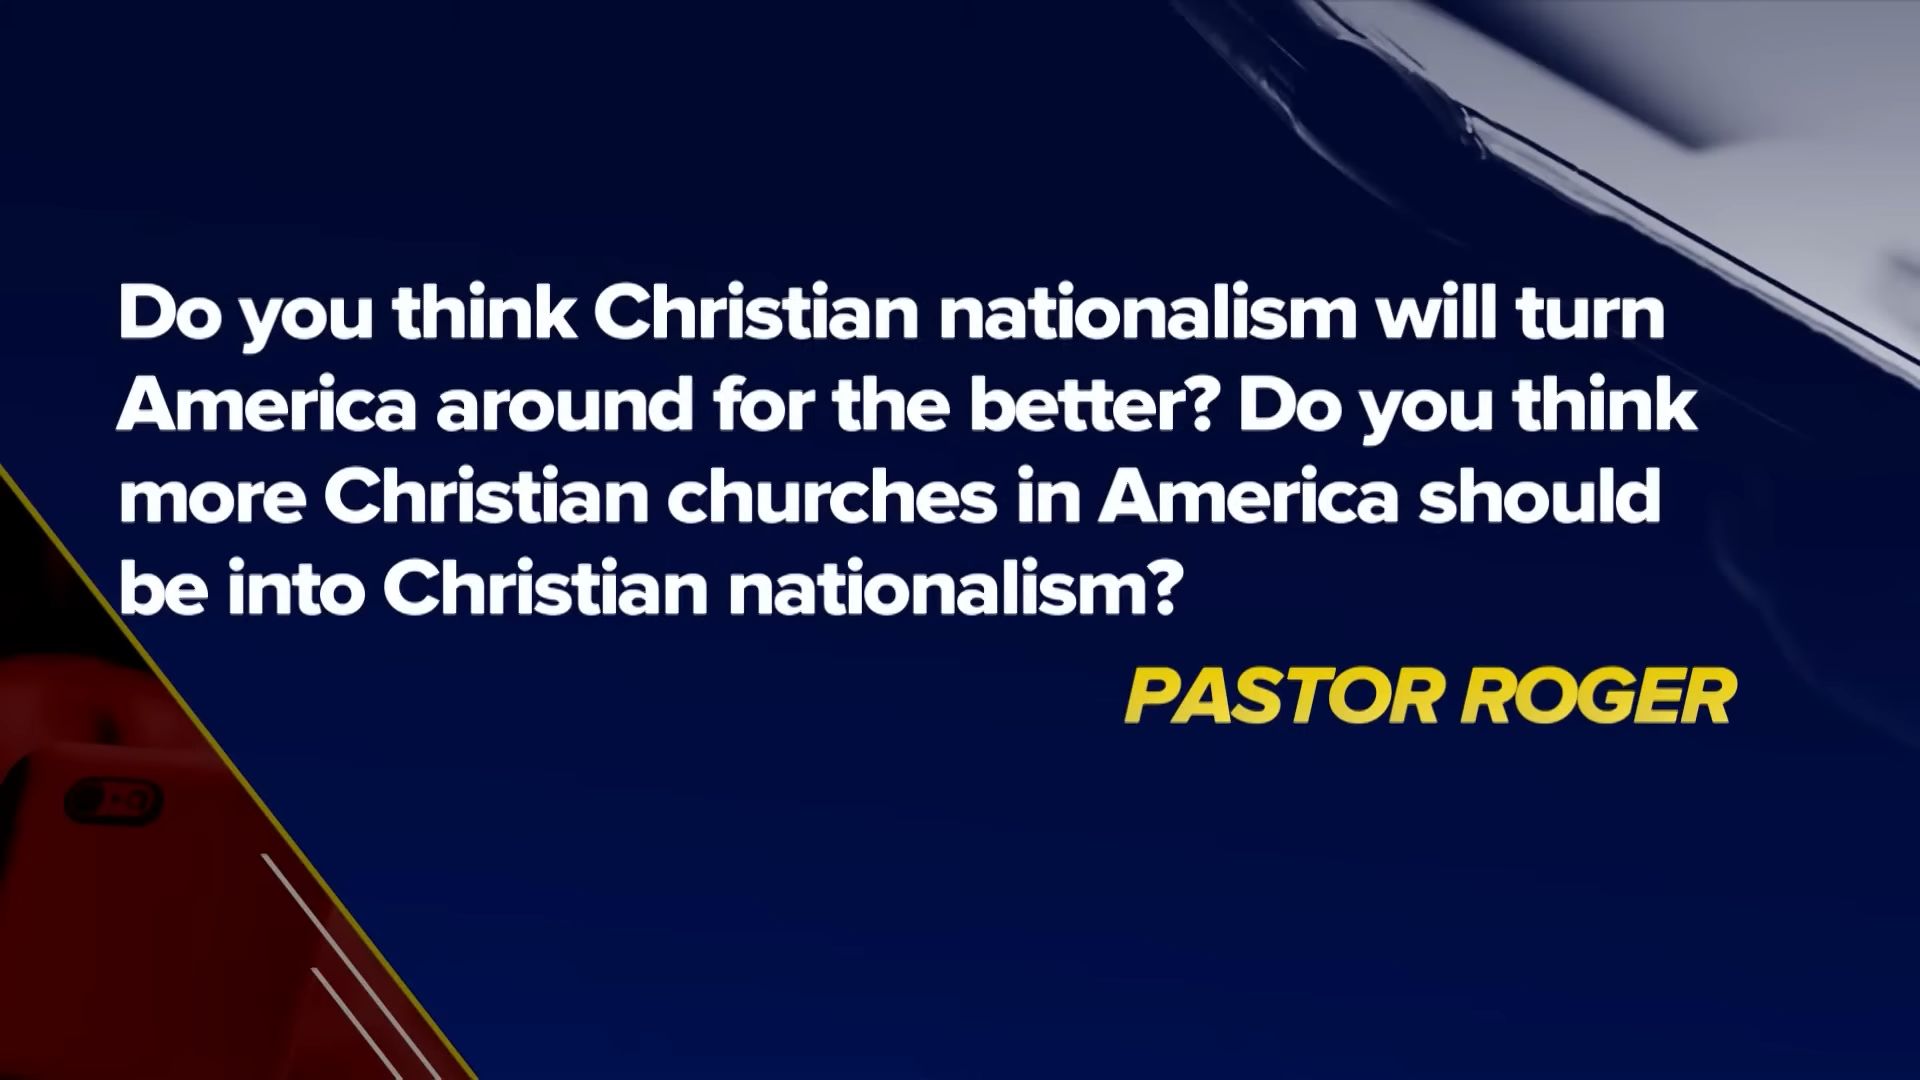 Do you think Christian nationalism will turn
America around for the better? Do you think
more Christian churches in America should
be into Christian nationalism?
PASTOR ROGER